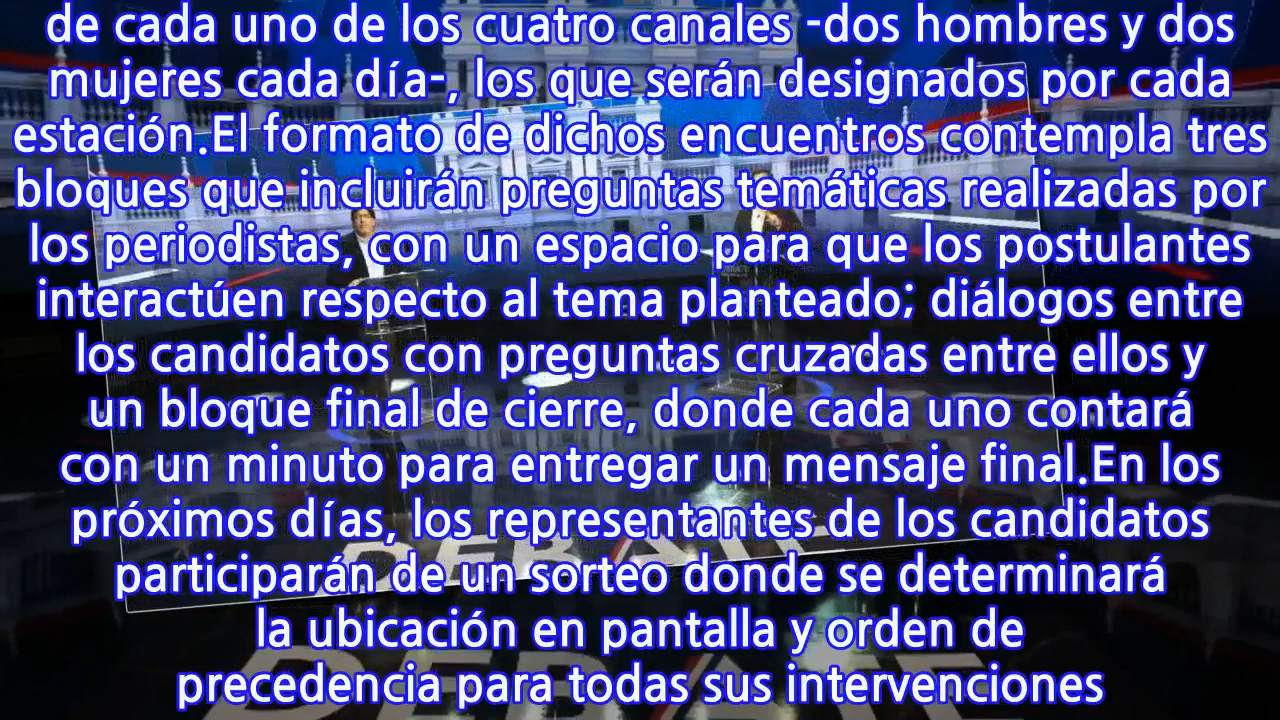 de cada uno de los cuatro canales -dos hombres y dos
mujeres cada día- , los que serán designados por cada
estación.El formato de dichos encuentros contempla tres
bloques que incluirán preguntas temáticas realizadas por
los periodistas, con un espacio para que los postulantes
interactúen respecto al tema planteado; diálogos entre
los candidatos con preguntas cruzadas entre ellos y
un bloque final de cierre, donde cada uno contará
con un minuto para entregar un mensaje final.En los
próximos días, los representantes de los candidatos
participarán de un sorteo donde se determinará
la ubicación en pantalla y orden de
precedencia para todas sus intervenciones
DEBATE
DEBATE